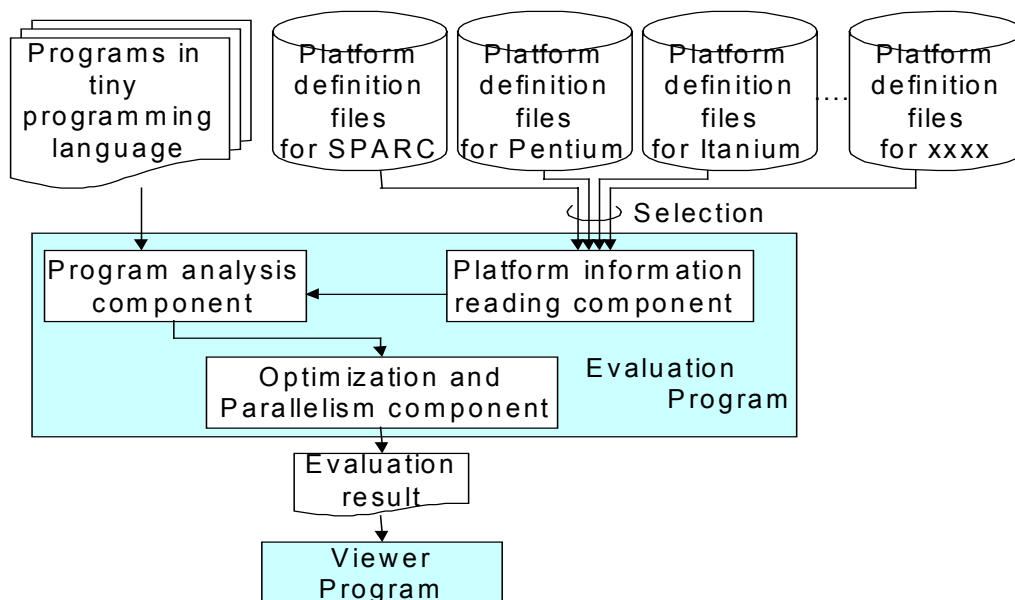 Programs in
tiny
programming
language
Platform
definition
files
for SPARC
Platform
definition
files
for Pentium
Platform
definition
files
for Itanium
....
Platform
definition
files
for xxxx
Selection
Program analysis
component
Platform information
reading component
Optimization and
Parallelism component
Evaluation
Program
Evaluation
result
Viewer
Program